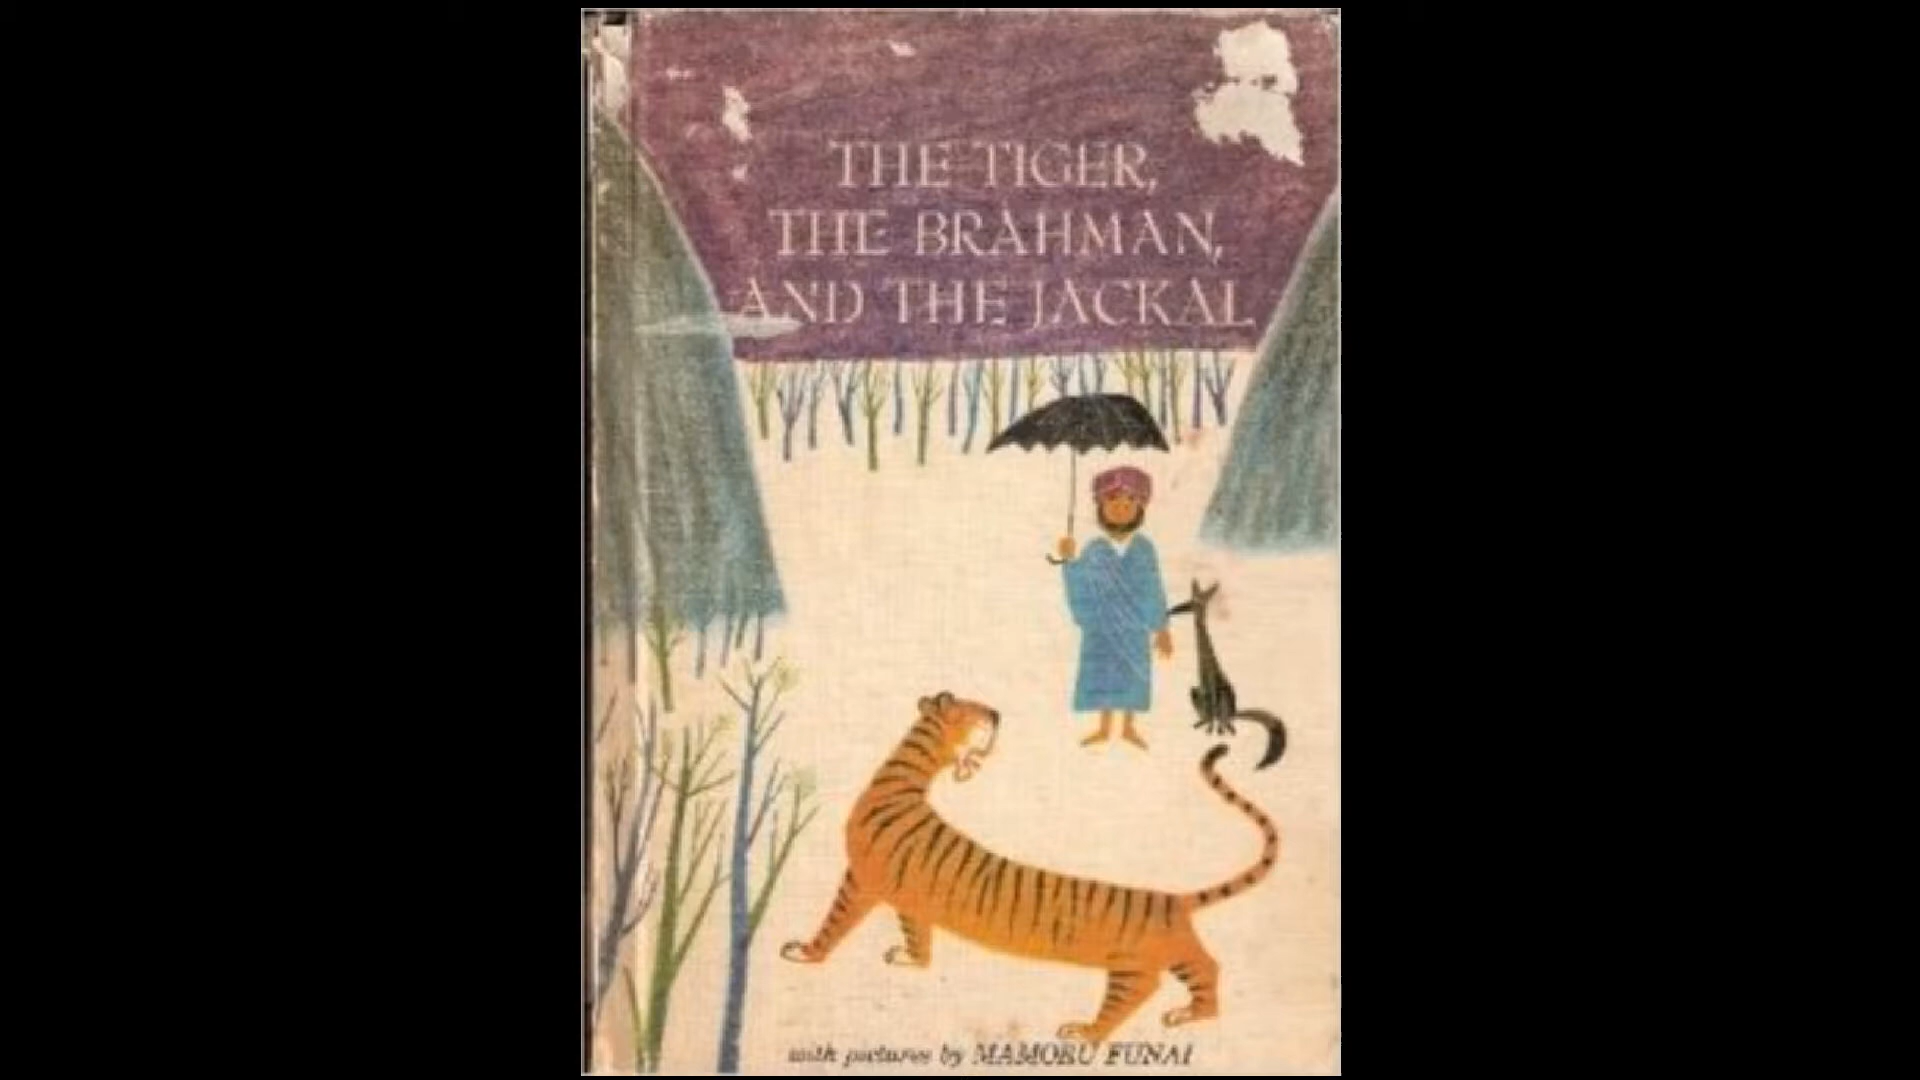 THE TIGER,
THE BRAHMAN,
AND THE JACKAL
with pictures by MAMORU FUNAI